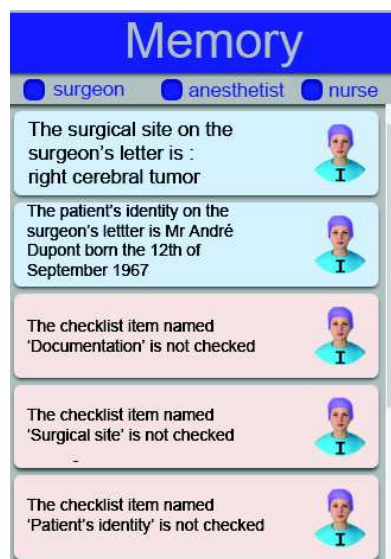 Memory
surgeon anesthetist nurse
The surgical site on the
surgeon's letter is :
right cerebral tumor
I
The patient's identity on the
surgeon's lettter is Mr André
Dupont born the 12th of
September 1967
I
The checklist item named
'Documentation' is not checked
I
The checklist item named
'Surgical site' is not checked
I
The checklist item named
'Patient's identity' is not checked
I